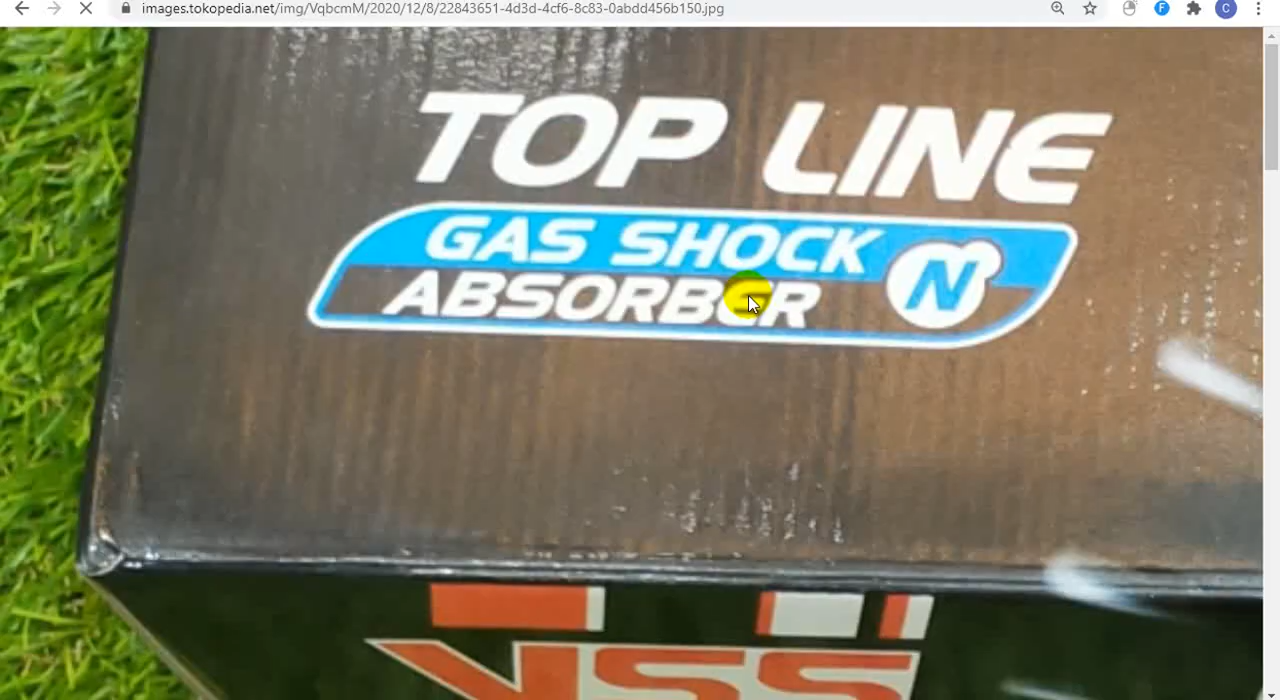 images.tokopedia.net/img/VqbcmM/2020/12/8/22843651-4d3d-4cf6-8c83-0abdd456b150.jpg
F
C
TOP LINE
GAS SHOCK
ABSORBER
N